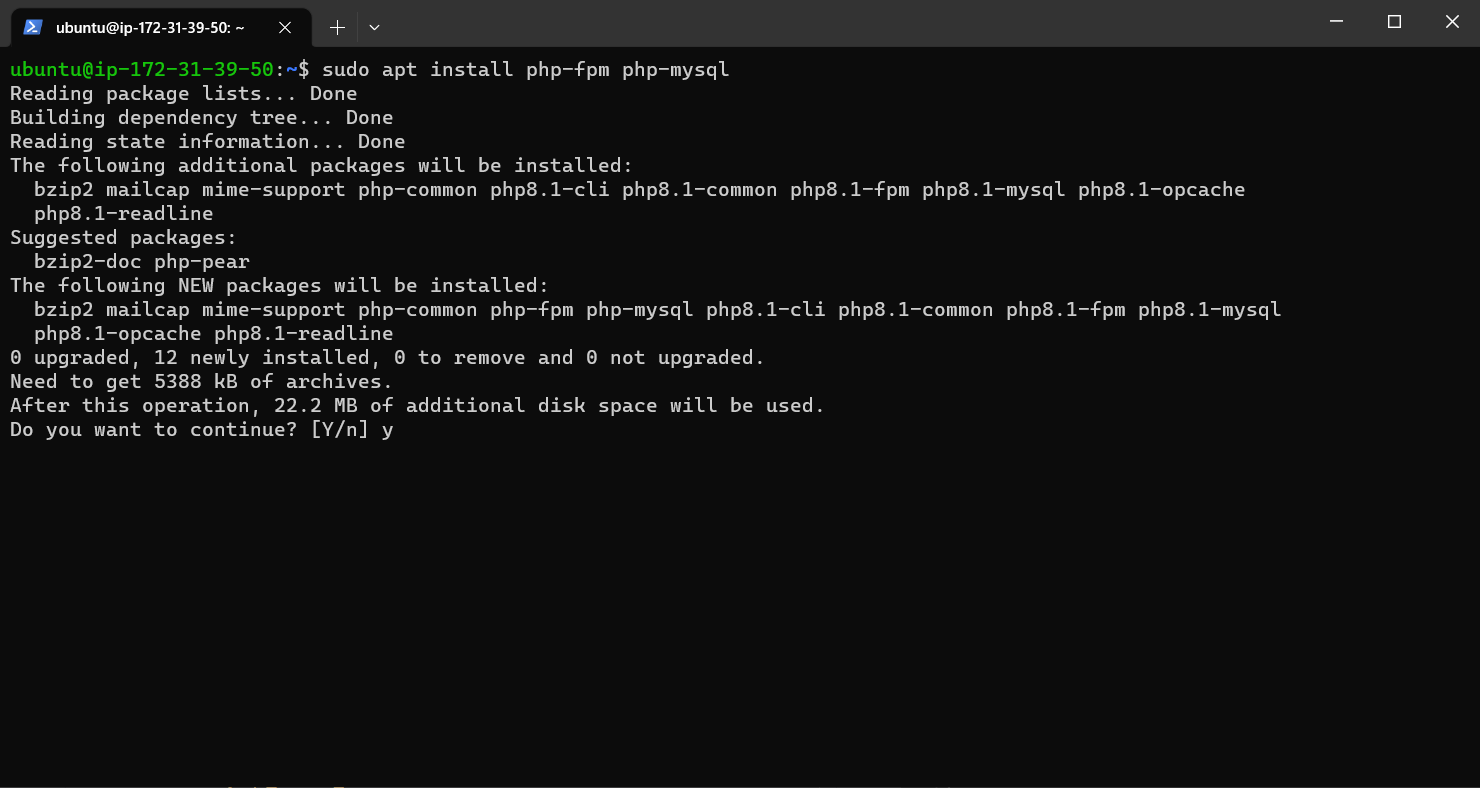 ubuntu@ip-172-31-39-50: ~
ubuntu@ip-172-31-39-50:~$ sudo apt install php-fpm php-mysql
Reading package lists... Done
Building dependency tree... Done
Reading state information... Done
The following additional packages will be installed:
  bzip2 mailcap mime-support php-common php8.1-cli php8.1-common php8.1-fpm php8.1-mysql php8.1-opcache
  php8.1-readline
Suggested packages:
  bzip2-doc php-pear
The following NEW packages will be installed:
  bzip2 mailcap mime-support php-common php-fpm php-mysql php8.1-cli php8.1-common php8.1-fpm php8.1-mysql
  php8.1-opcache php8.1-readline
0 upgraded, 12 newly installed, 0 to remove and 0 not upgraded.
Need to get 5388 kB of archives.
After this operation, 22.2 MB of additional disk space will be used.
Do you want to continue? [Y/n] y